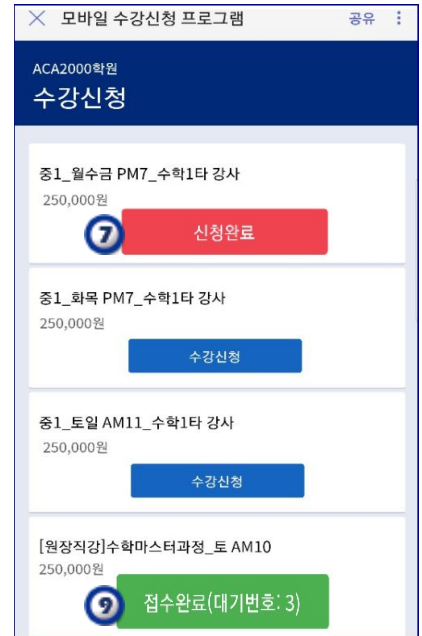 모바일 수강신청 프로그램 공유
ACA2000학원
수강신청
중1_월수금 PM7_수학1타 강사
250,000원
7 신청완료
중1_화목 PM7_수학1타 강사
250,000원
수강신청
중1_토일 AM11_수학1타 강사
250,000원
수강신청
[원장직강]수학마스터과정_토 AM10
250,000원
9 접수완료(대기번호: 3)